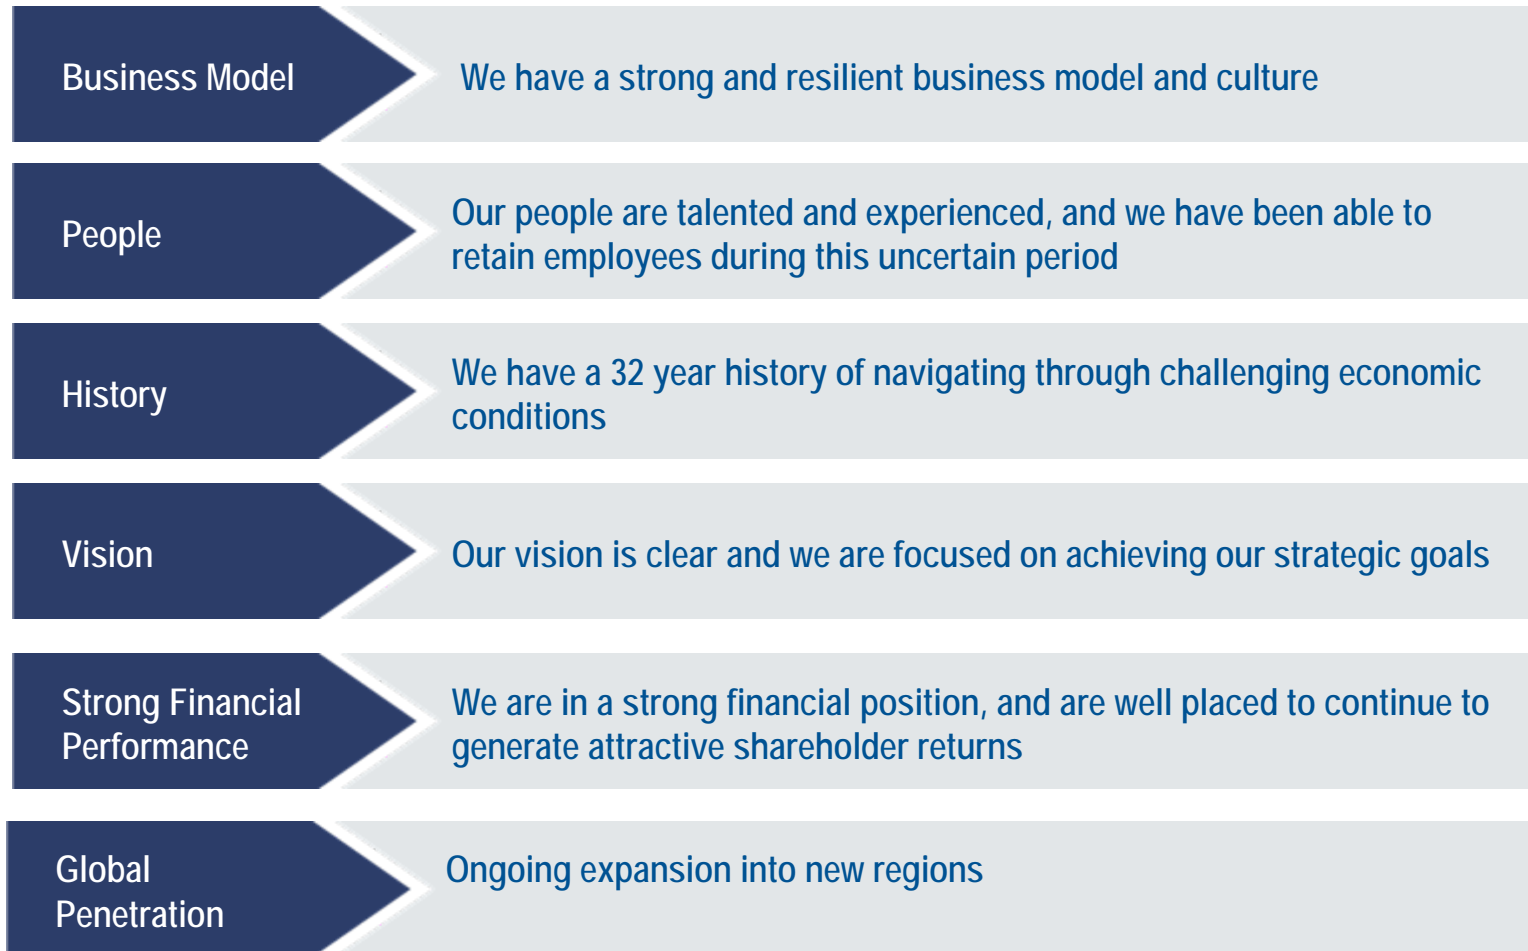 Business Model
We have a strong and resilient business model and culture
People
Our people are talented and experienced, and we have been able to
retain employees during this uncertain period
History
We have a 32 year history of navigating through challenging economic
conditions
Vision
Our vision is clear and we are focused on achieving our strategic goals
Strong Financial
Performance
We are in a strong financial position, and are well placed to continue to
generate attractive shareholder returns
Global
Penetration
Ongoing expansion into new regions